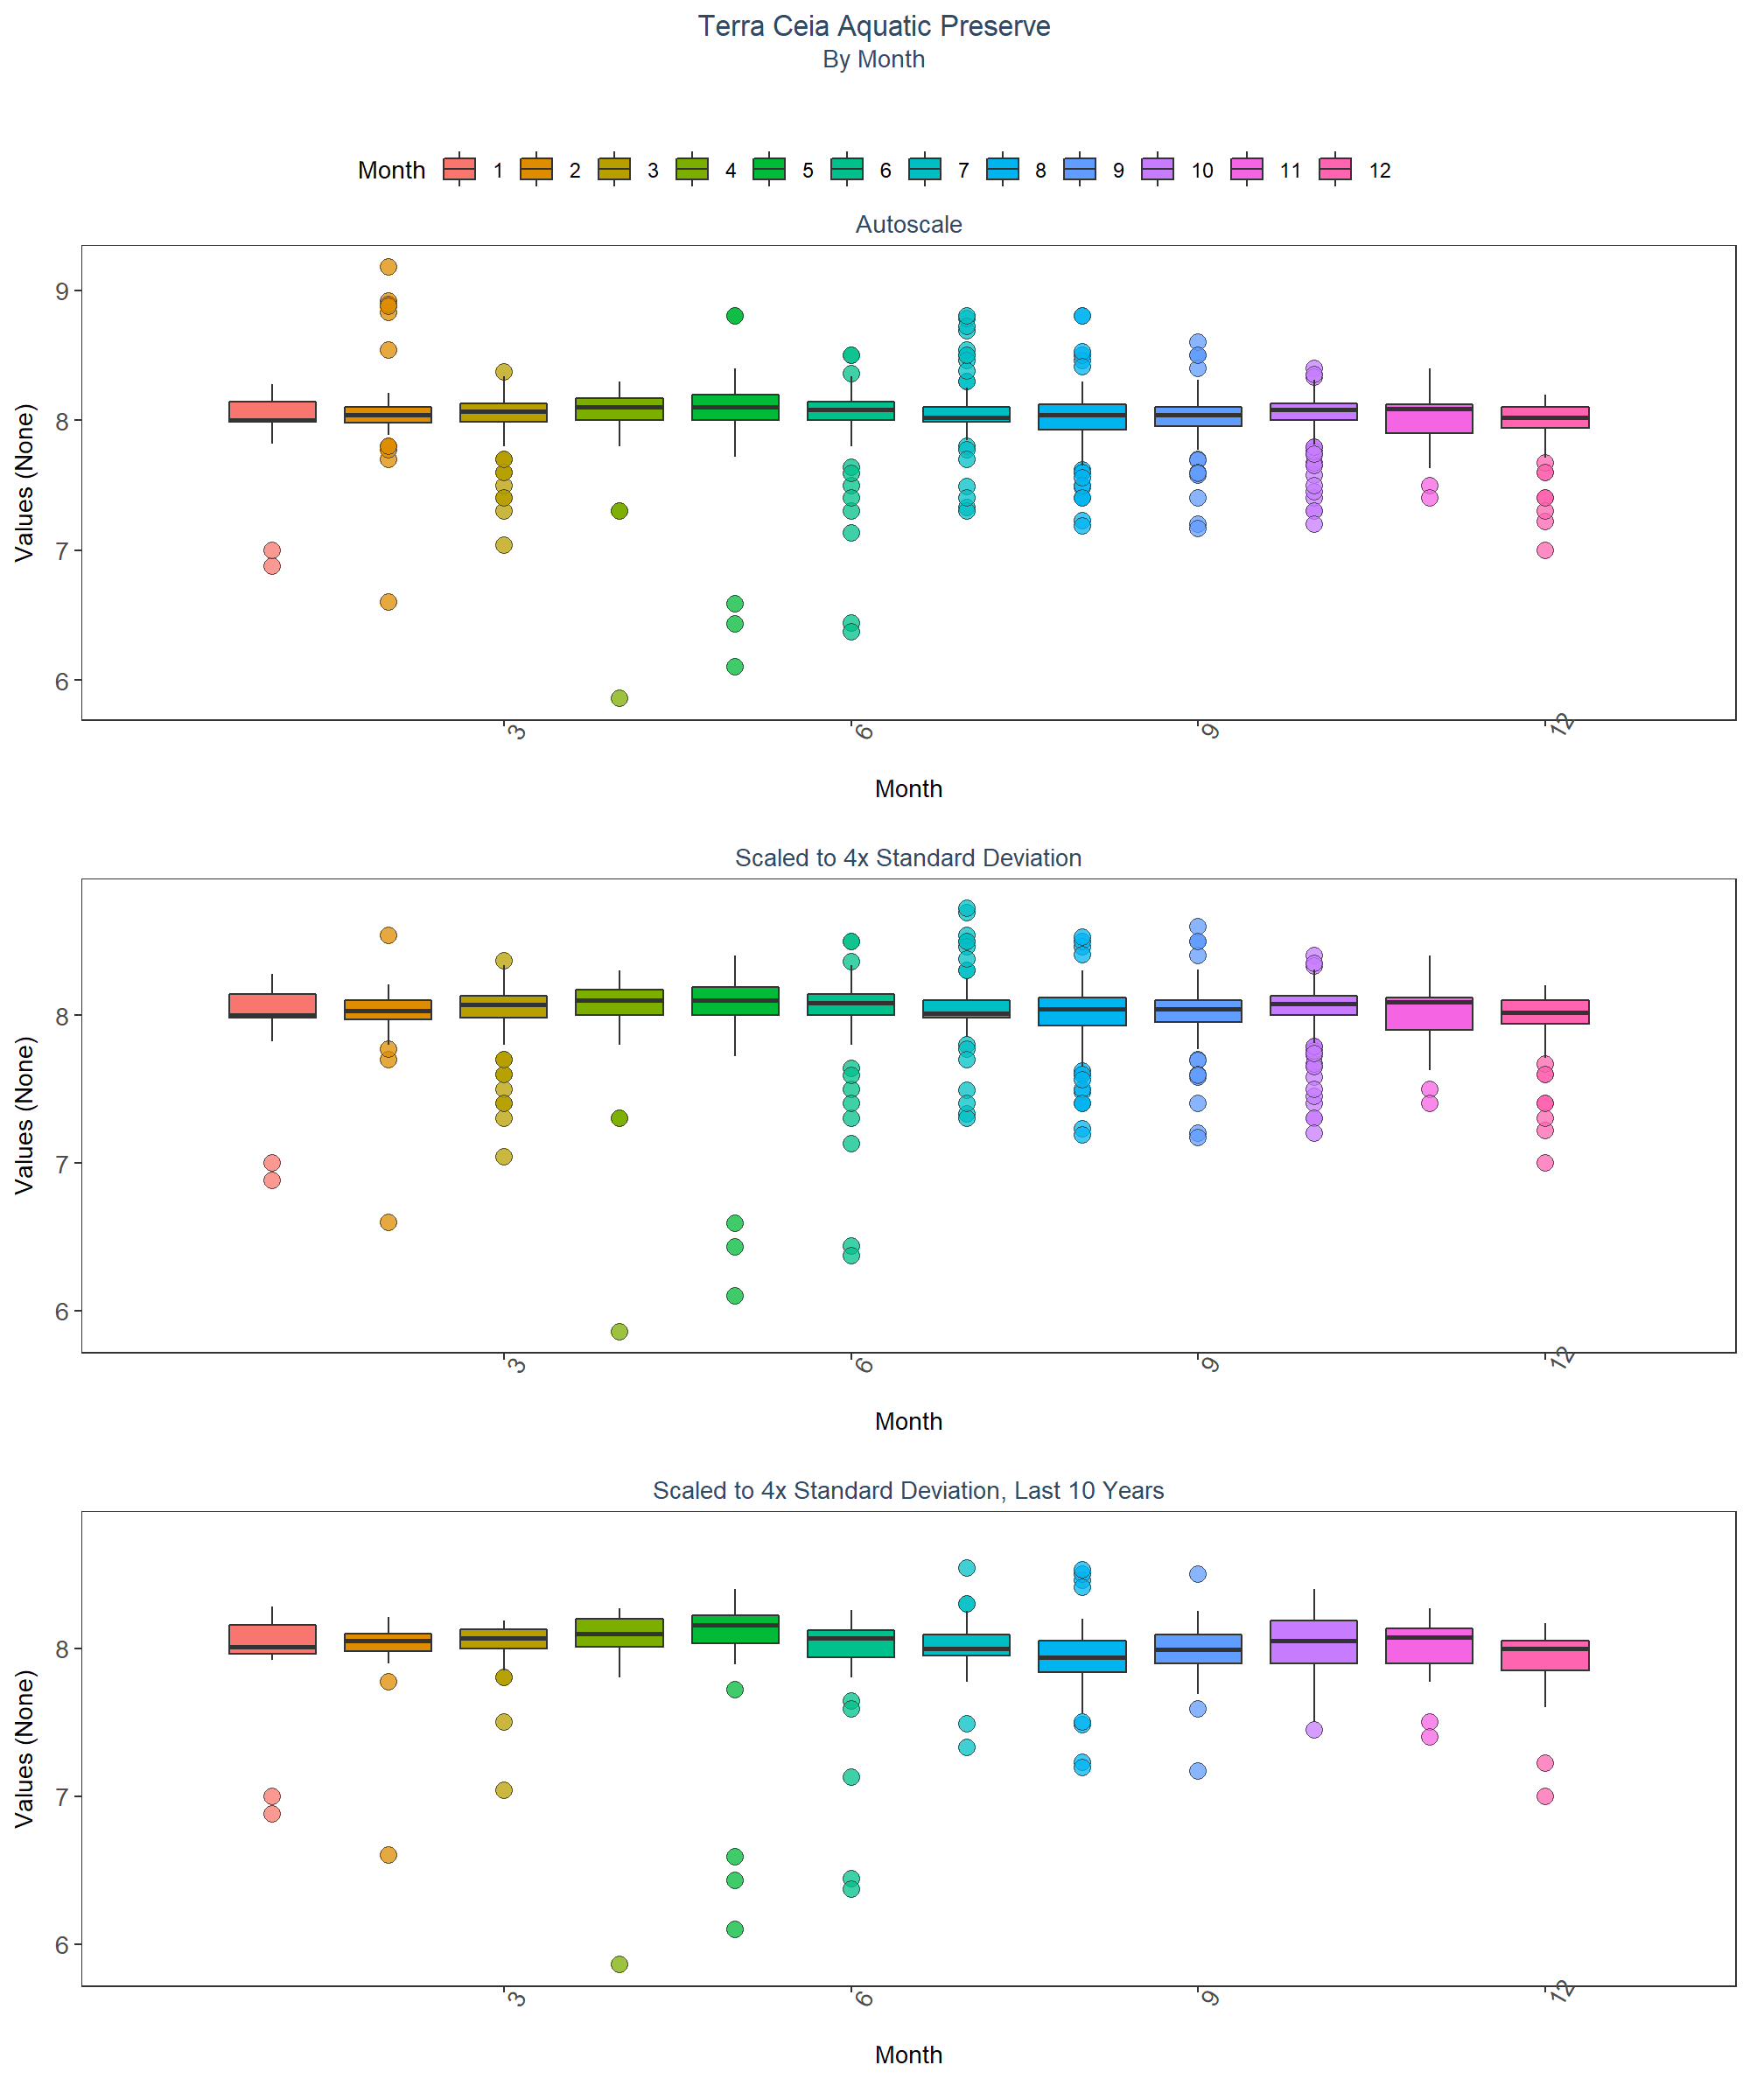 Terra Ceia Aquatic Preserve
By Month
Month 1 2 3 4 5 6 7 8 9 10 11 12
Autoscale
Values (None)
9
8
7
6
3 6 9 12
Month
Scaled to 4x Standard Deviation
Values (None)
8
7
6
3 6 9 12
Month
Scaled to 4x Standard Deviation, Last 10 Years
Values (None)
8
7
6
3 6 9 12
Month